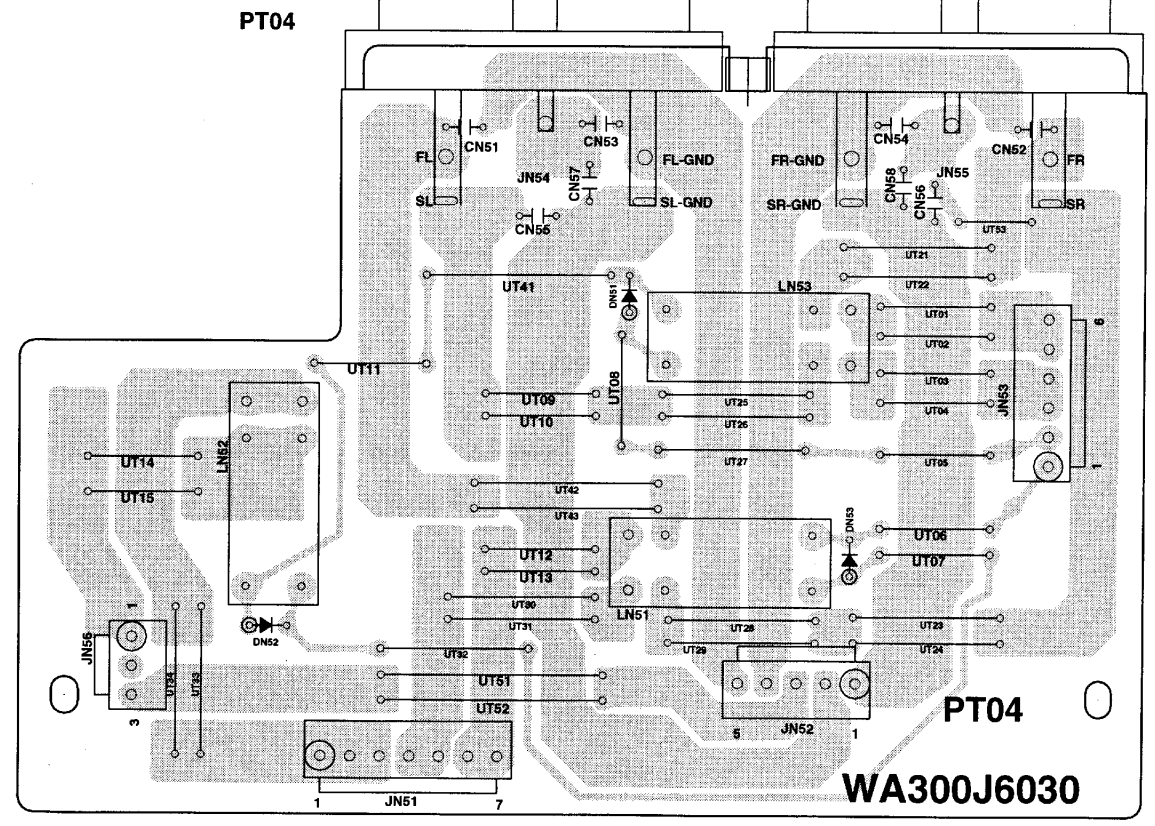 PT04
CN51
CN53
CN54
CN52
FL
FL-GND
FR-GND
FR
JN54
CN57
CN58
JN55
CN56
SL
SL-GND
SR-GND
SR
CN55
UT53
UT21
UT41
DN51
LN53
UT22
UT01
6
UT02
UT11
UT08
UT03
JN53
UT09
UT25
UT04
UT10
UT26
LN52
UT14
UT27
UT05
1
UT15
UT42
UT43
DN53
UT12
UT06
UT13
UT07
UT30
LN51
1
UT31
UT28
UT23
JN56
DN52
UT32
UT29
UT24
UT34
UT33
UT51
UT52
3
PT04
5
JN52
1
WA300J6030
1
JN51
7